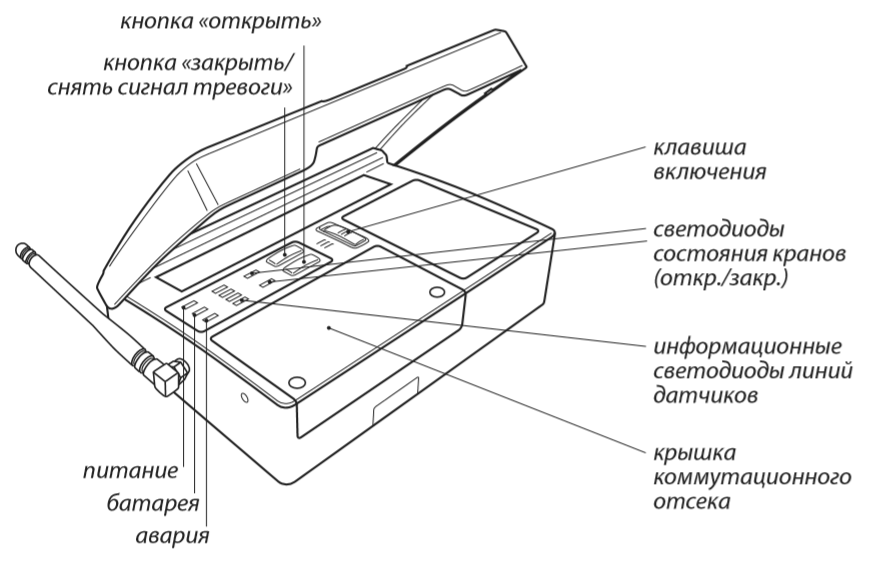 кнопка «открыть»
кнопка «закрыть/
снять сигнал тревоги»
клавиша
включения
светодиоды
состояния кранов
(откр./закр.)
информационные
светодиоды линий
датчиков
крышка
коммутационного
отсека
питание
батарея
авария